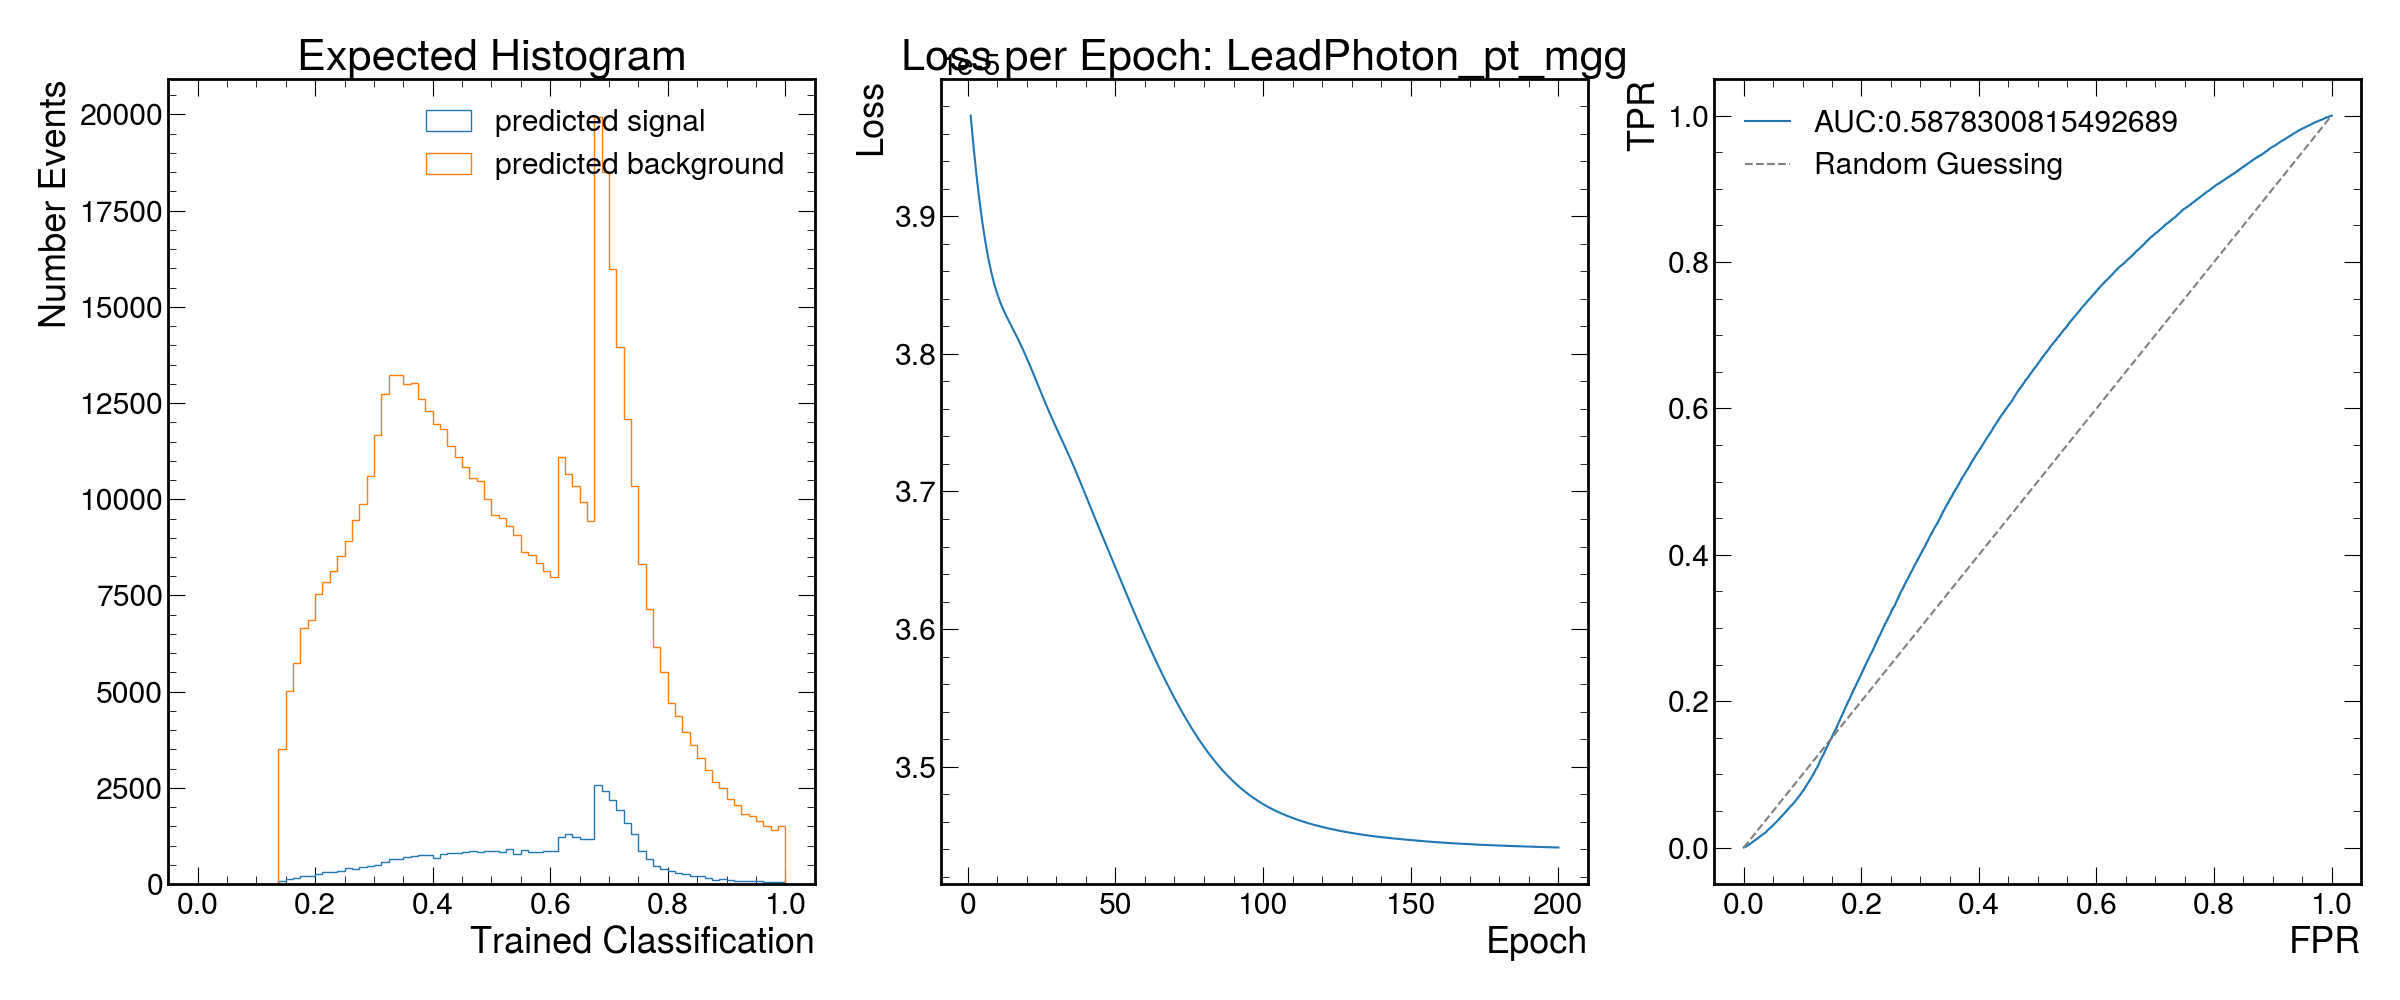 Expected Histogram
Number Events
20000
17500
15000
12500
10000
7500
5000
2500
0
predicted signal
predicted background
0.0 0.2 0.4 0.6 0.8 1.0
Trained Classification
Loss per Epoch: LeadPhoton_pt_mgg
1e-5
Loss
3.9
3.8
3.7
3.6
3.5
0 50 100 150 200
Epoch
TPR
1.0
0.8
0.6
0.4
0.2
0.0
AUC:0.5878300815492689
Random Guessing
0.0 0.2 0.4 0.6 0.8 1.0
FPR